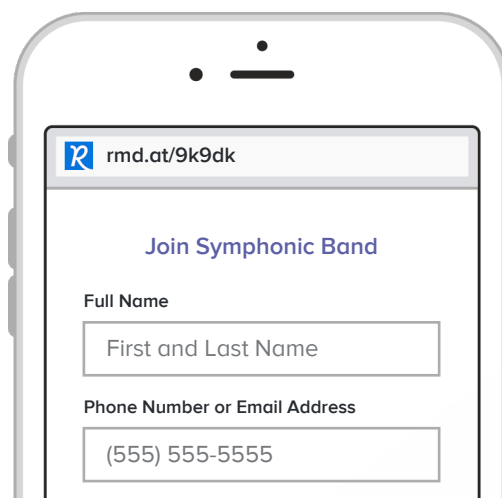 rmd.at/9k9dk
Join Symphonic Band
Full Name
First and Last Name
Phone Number or Email Address
(555) 555-5555